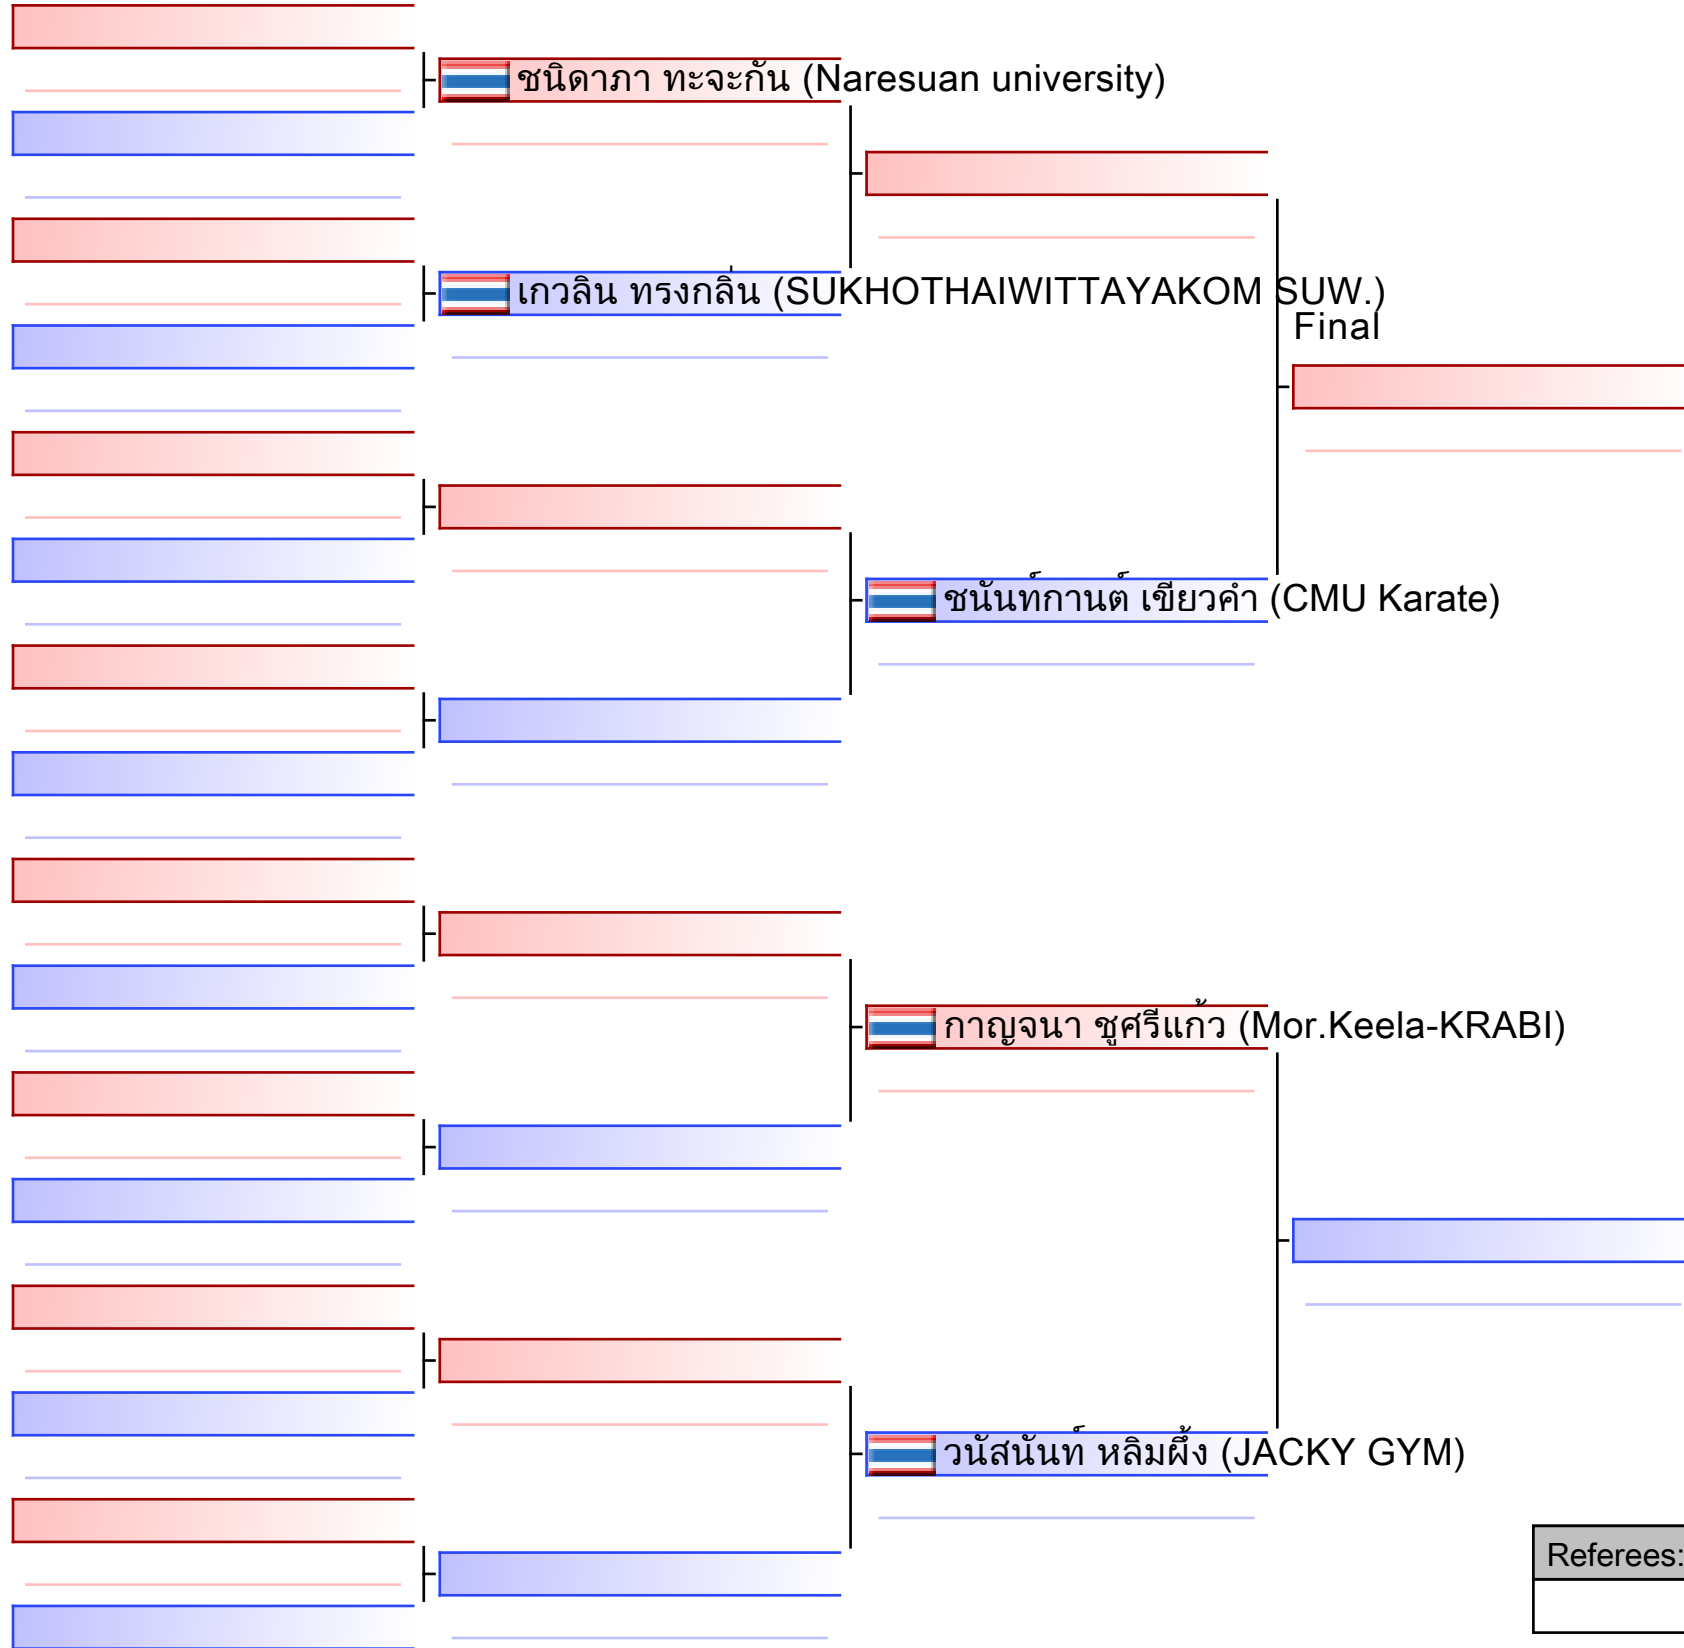 ชนิดาภา ทะจะกัน (Naresuan university)
เกวลิน ทรงกลิ่น (SUKHOTHAIWITTAYAKOM SUW.)
Final
ชนันท์กานต์ เขียวคำ (CMU Karate)
กาญจนา ชูศรีแก้ว (Mor.Keela-KRABI)
วนัสนันท์ หลิมผึ้ง (JACKY GYM)
Referees: